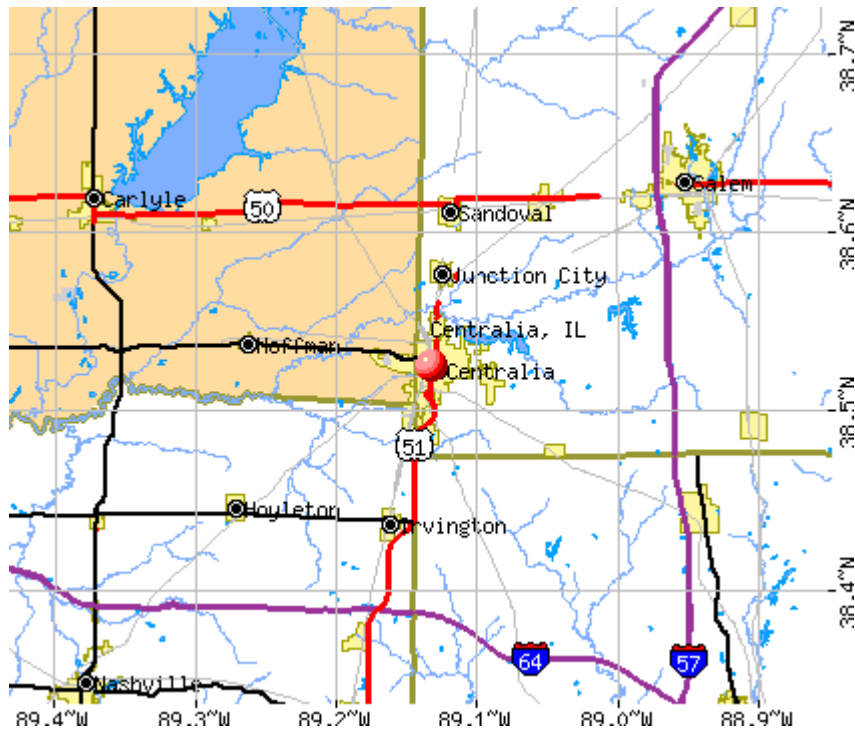 38.7°N
Salem
Carlyle
50
Sandoval
38.6°N
Junction City
Centralia, IL
Hoffman
Centralia
38.5°N
51
Hoyleton
Irvington
38.4°N
64
57
Nashville
89.4°W 89.3°W 89.2°W 89.1°W 89.0°W 88.9°W